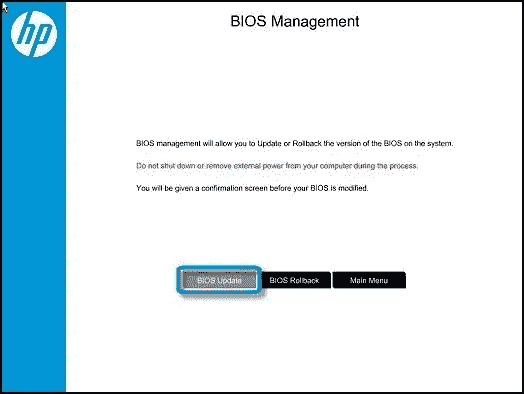 hp
BIOS Management
BIOS management will allow you to Update or Rollback the version of the BIOS on the system.
Do not shut down or remove external power from your computer during the process.
You will be given a confirmation screen before your BIOS is modified.
BIOS Update
BIOS Rollback
Main Menu